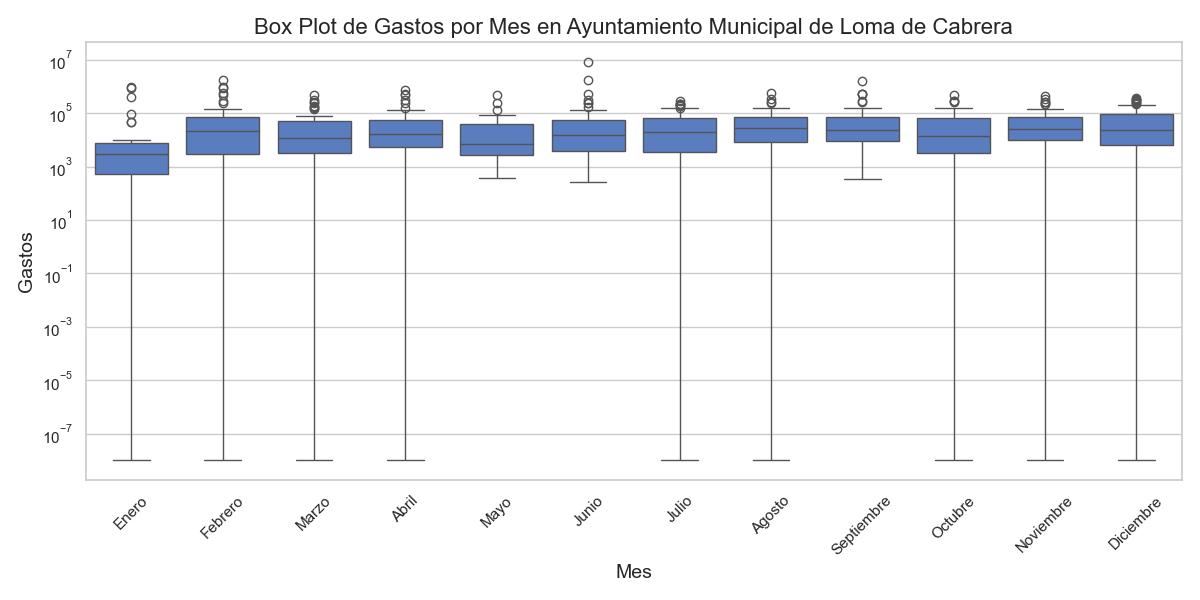 Box Plot de Gastos por Mes en Ayuntamiento Municipal de Loma de Cabrera
Gastos
10^7
10^5
10^3
10^1
10^−1
10^−3
10^−5
10^−7
Enero
Febrero
Marzo
Abril
Mayo
Junio
Julio
Agosto
Septiembre
Octubre
Noviembre
Diciembre
Mes